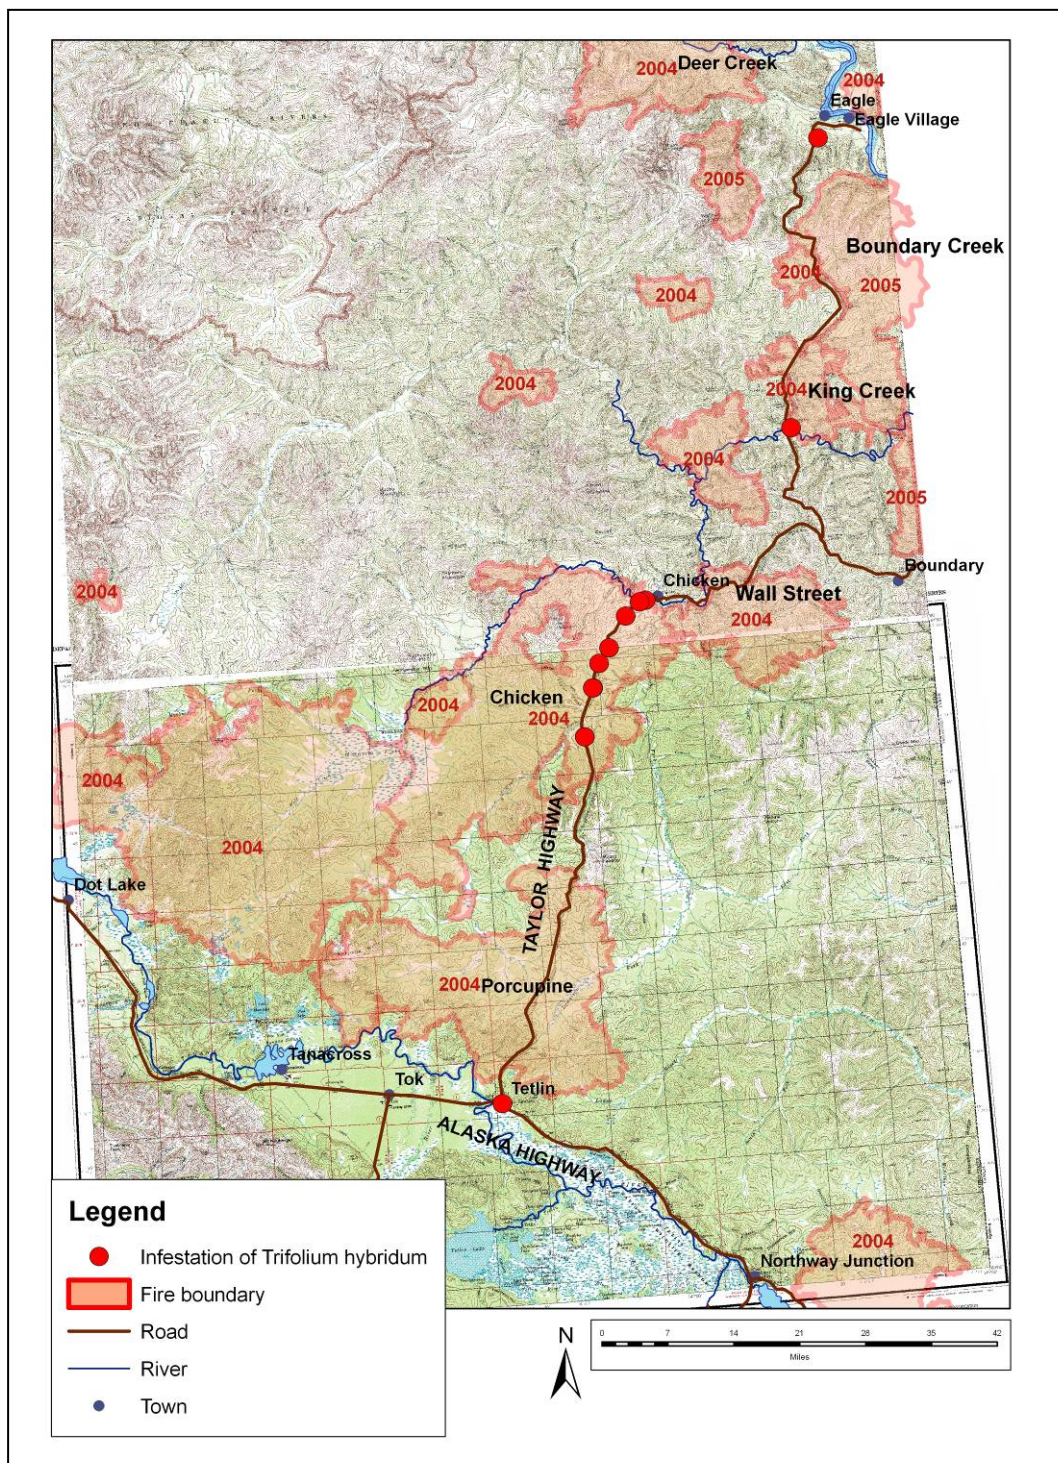 2004 Deer Creek
2004
Eagle
Eagle Village
2005
Boundary Creek
2004
2005
2004
2004
2004 King Creek
2004
2005
Boundary
Chicken
2004
Wall Street
2004
Chicken
2004
2004
2004
2004
TAYLOR HIGHWAY
Dot Lake
2004 Porcupine
Tanacross
Tok
Tetlin
ALASKA HIGHWAY
2004
Northway Junction
Legend
Infestation of Trifolium hybridum
Fire boundary
Road
River
Town
N
0 7 14 21 28 35 42
Miles